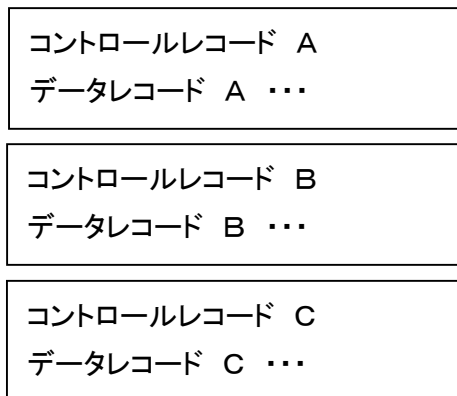 コントロールレコード　Ａ
データレコード　Ａ　･･･
コントロールレコード　Ｂ
データレコード　Ｂ　･･･
コントロールレコード　Ｃ
データレコード　Ｃ　･･･